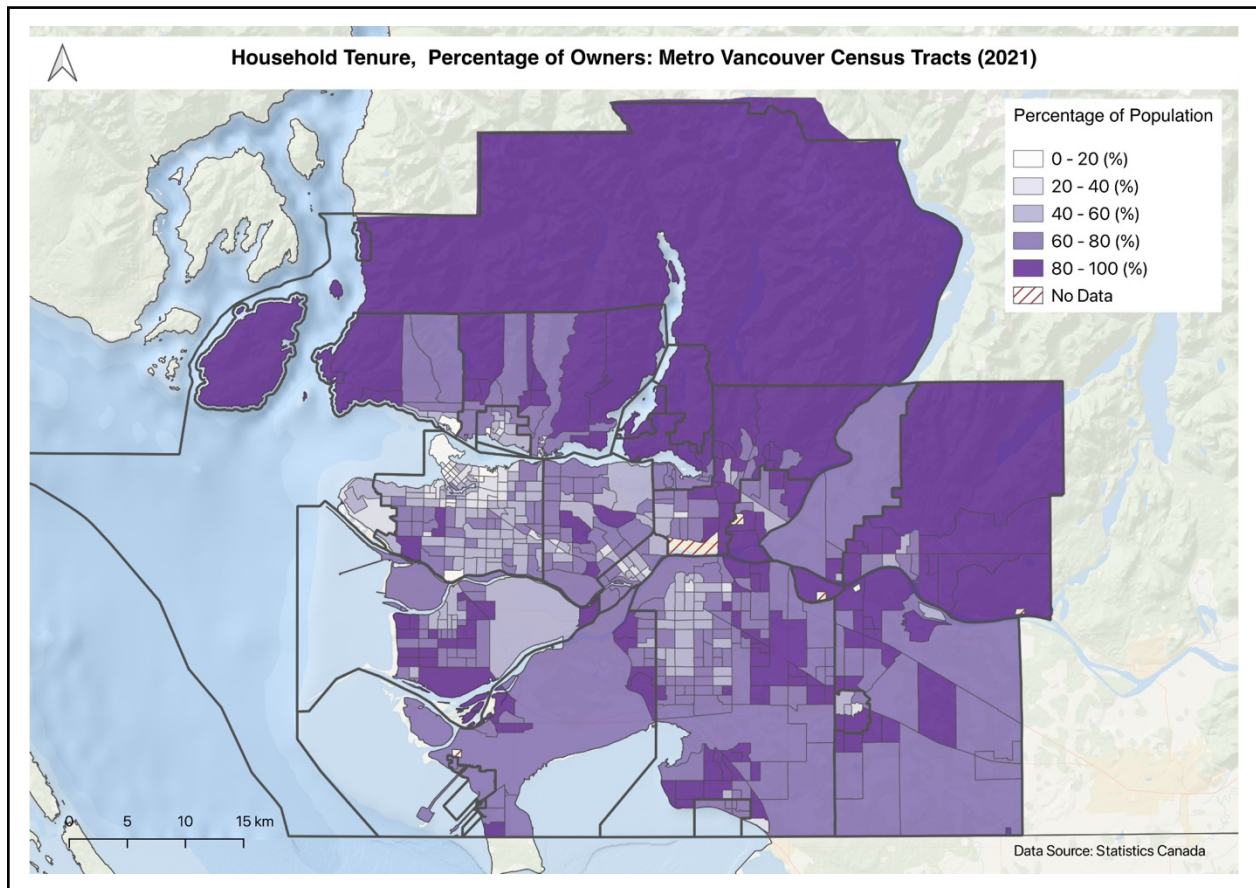 Household Tenure, Percentage of Owners: Metro Vancouver Census Tracts (2021)
Percentage of Population
0 - 20 (%)
20 - 40 (%)
40 - 60 (%)
60 - 80 (%)
80 - 100 (%)
No Data
0 5 10 15 km
Data Source: Statistics Canada